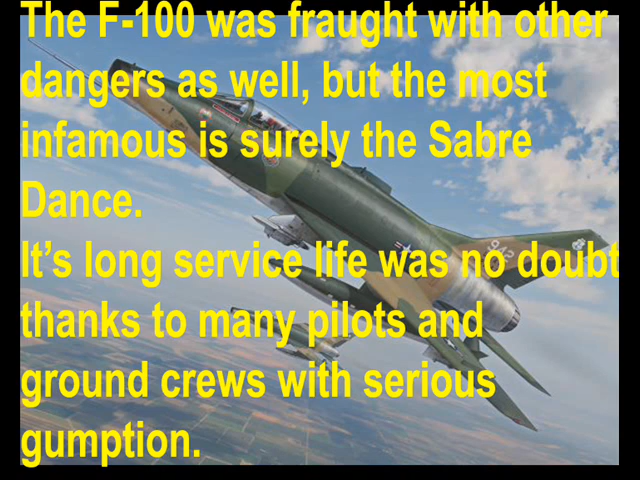 The F-100 was fraught with other
dangers as well, but the most
infamous is surely the Sabre
Dance.
It’s long service life was no doubt
thanks to many pilots and
ground crews with serious
gumption.
942